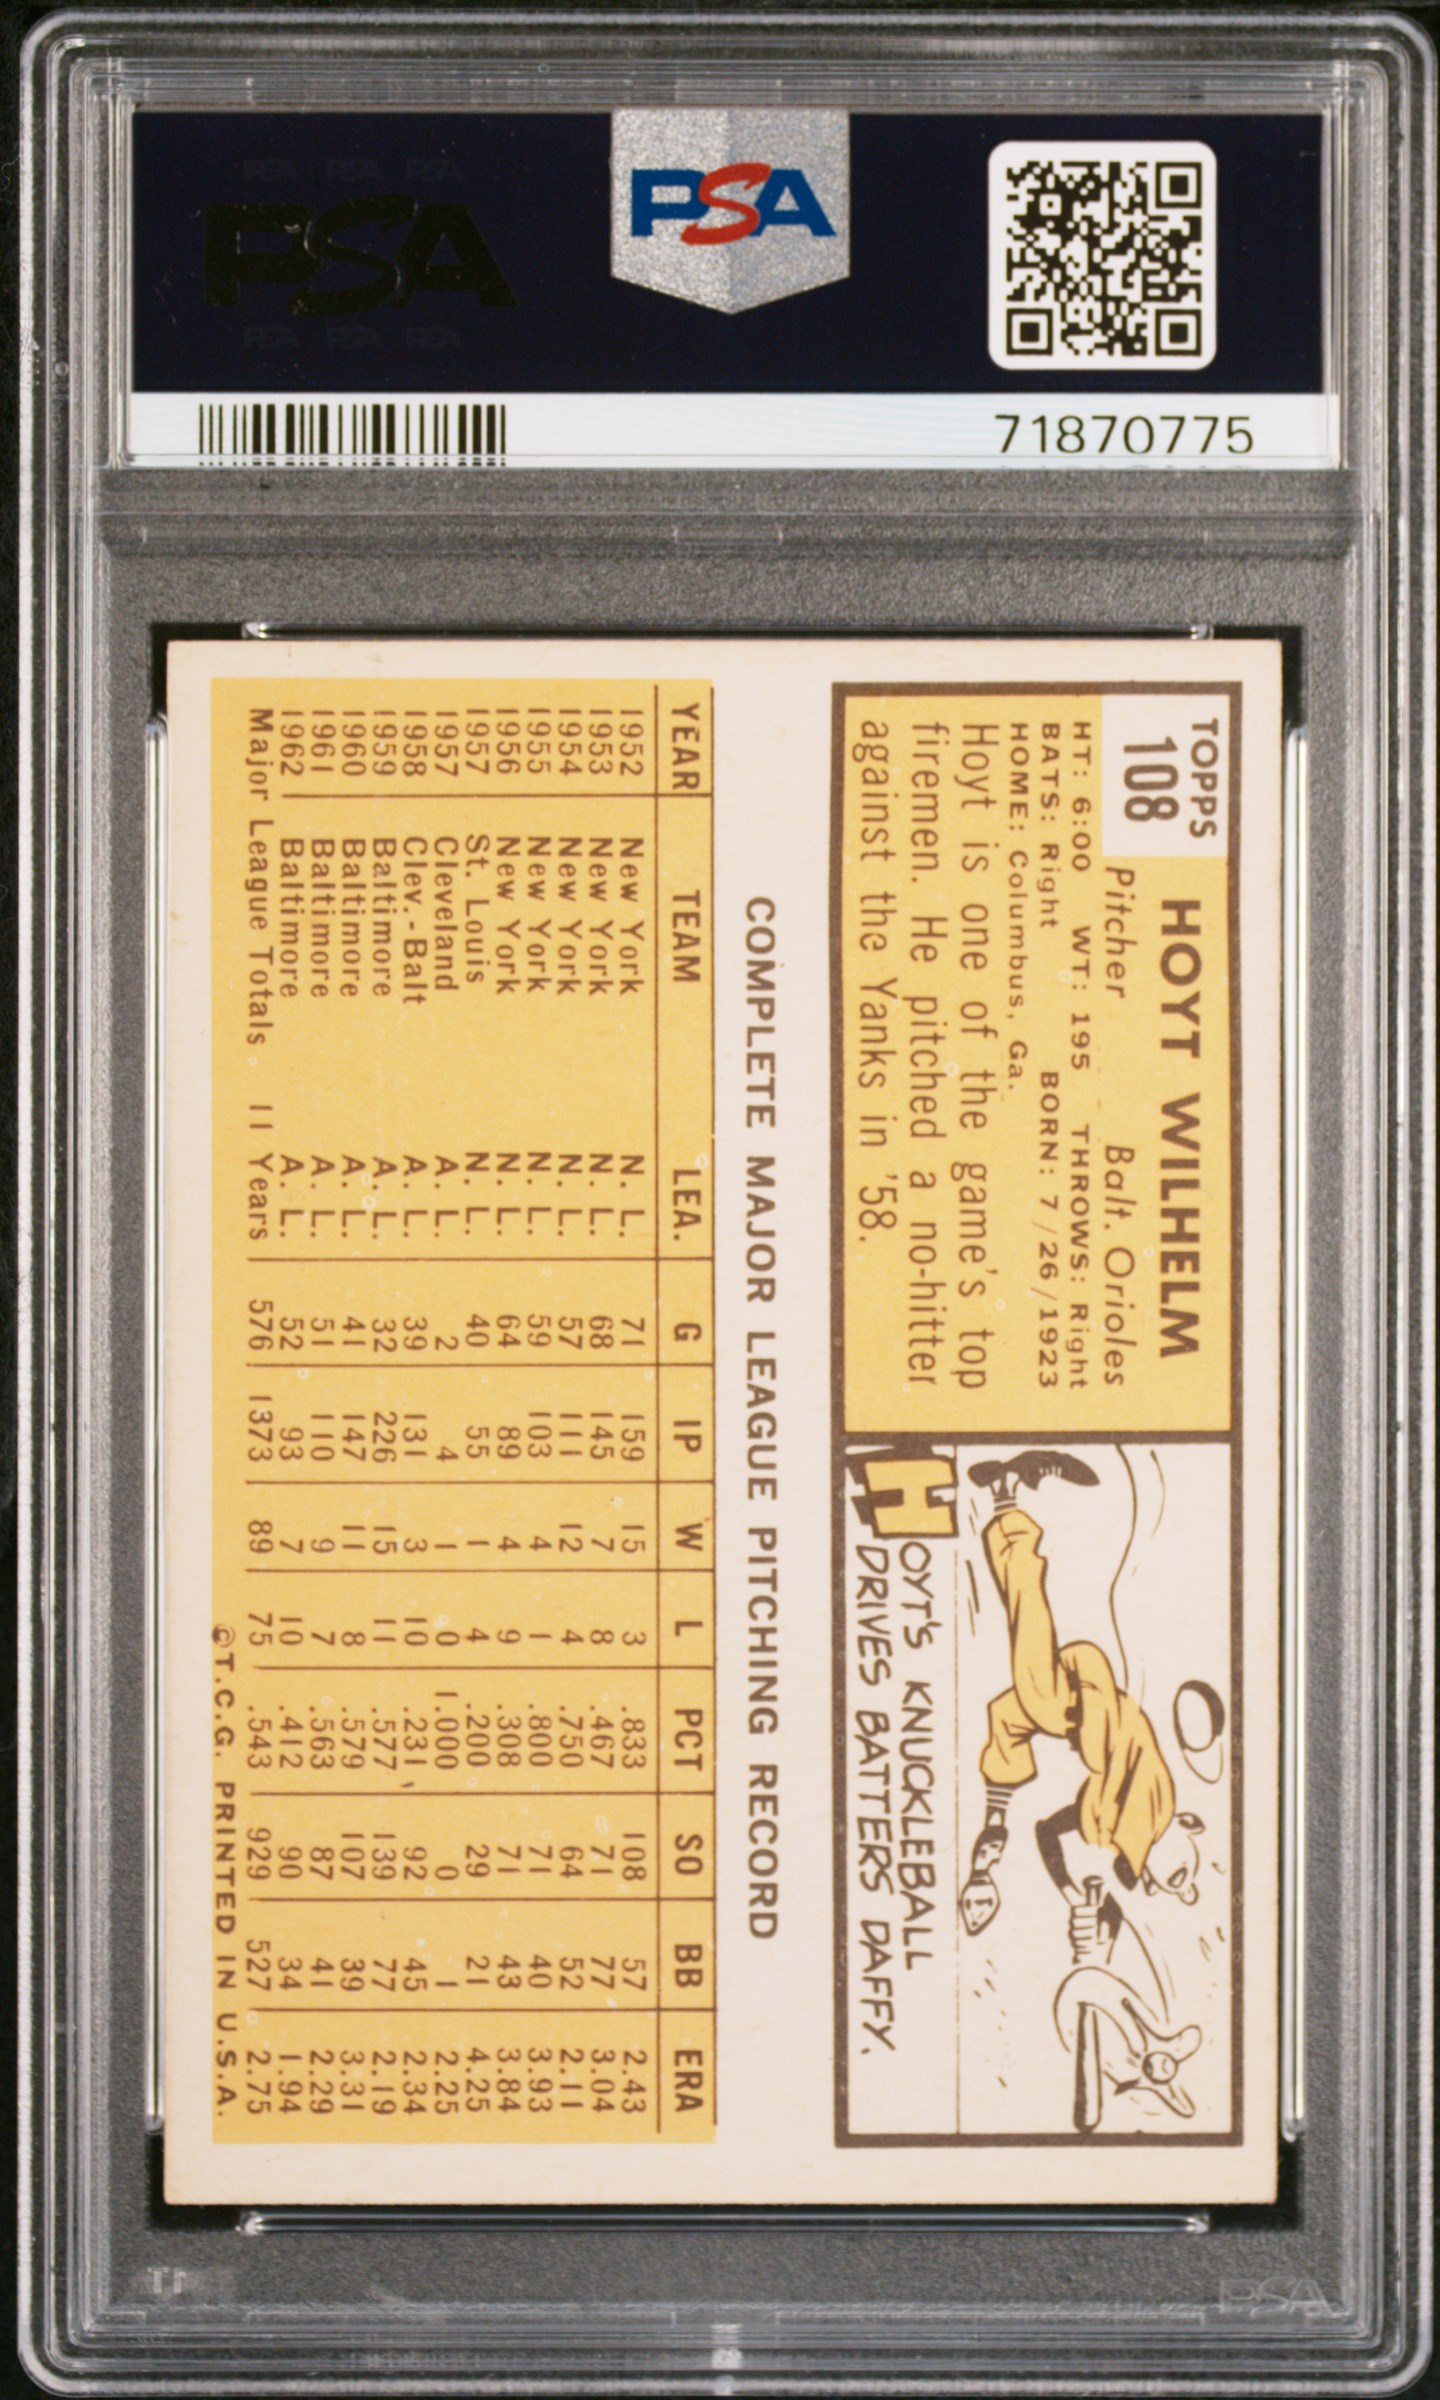 PSA PSA PSA
PSA
PSA PSA PSA
PSA
71870775
TOPPS
108
HOYT WILHELM
Pitcher Balt. Orioles
HT: 6:00 WT: 195 THROWS: Right
BATS: Right BORN: 7/26/1923
HOME: Columbus, Ga.
Hoyt is one of the game's top
firemen. He pitched a no-hitter
against the Yanks in '58.
HOYT'S KNUCKLEBALL
DRIVES BATTERS DAFFY.
COMPLETE MAJOR LEAGUE PITCHING RECORD
YEAR TEAM LEA. G IP W L PCT SO BB ERA
1952 New York N. L. 71 159 15 3 .833 108 57 2.43
1953 New York N. L. 68 145 7 8 .467 71 77 3.04
1954 New York N. L. 57 111 12 4 .750 64 52 2.11
1955 New York N. L. 59 103 4 1 .800 71 40 3.93
1956 New York N. L. 64 89 4 9 .308 71 43 3.84
1957 St. Louis N. L. 40 55 1 4 .200 29 21 4.25
1957 Cleveland A. L. 2 4 1 0 1.000 0 1 2.25
1958 Clev.-Balt A. L. 39 131 3 10 .231 92 45 2.34
1959 Baltimore A. L. 32 226 15 11 .577 139 77 2.19
1960 Baltimore A. L. 41 147 11 8 .579 107 39 3.31
1961 Baltimore A. L. 51 110 9 7 .563 87 41 2.29
1962 Baltimore A. L. 52 93 7 10 .412 90 34 1.94
Major League Totals 11 Years 576 1373 89 75 .543 929 527 2.75
©T.C.G. PRINTED IN U.S.A.
PSA